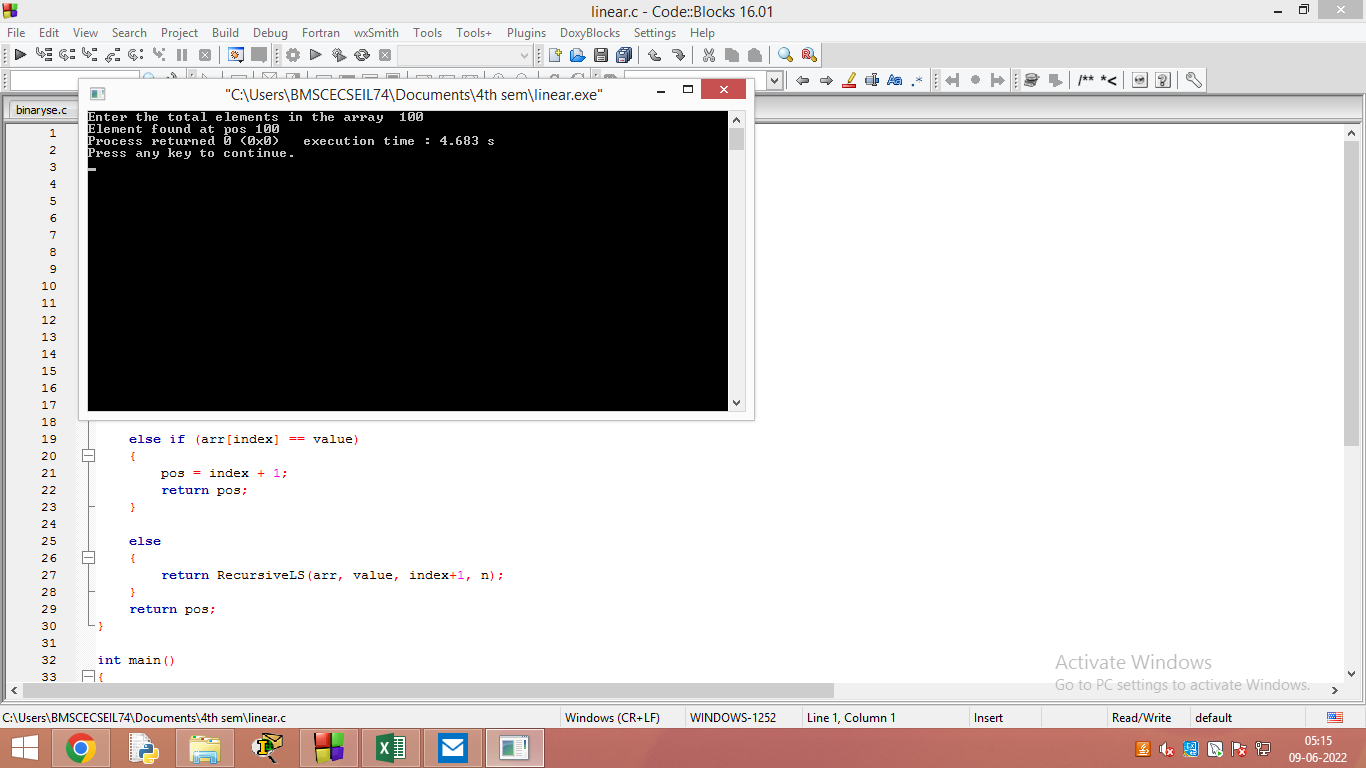 linear.c - Code::Blocks 16.01
File Edit View Search Project Build Debug Fortran wxSmith Tools Tools+ Plugins DoxyBlocks Settings Help
/** *<
Aa .*
binaryse.c
"C:\Users\BMSCECSEIL74\Documents\4th sem\linear.exe"
Enter the total elements in the array  100
Element found at pos 100
Process returned 0 (0x0)   execution time : 4.683 s
Press any key to continue.
1
2
3
4
5
6
7
8
9
10
11
12
13
14
15
16
17
18
19 else if (arr[index] == value)
20 {
21 pos = index + 1;
22 return pos;
23 }
24
25 else
26 {
27 return RecursiveLS(arr, value, index+1, n);
28 }
29 return pos;
30 }
31
32 int main()
33 {
Activate Windows
Go to PC settings to activate Windows.
C:\Users\BMSCECSEIL74\Documents\4th sem\linear.c Windows (CR+LF) WINDOWS-1252 Line 1, Column 1 Insert Read/Write default
05:15
09-06-2022